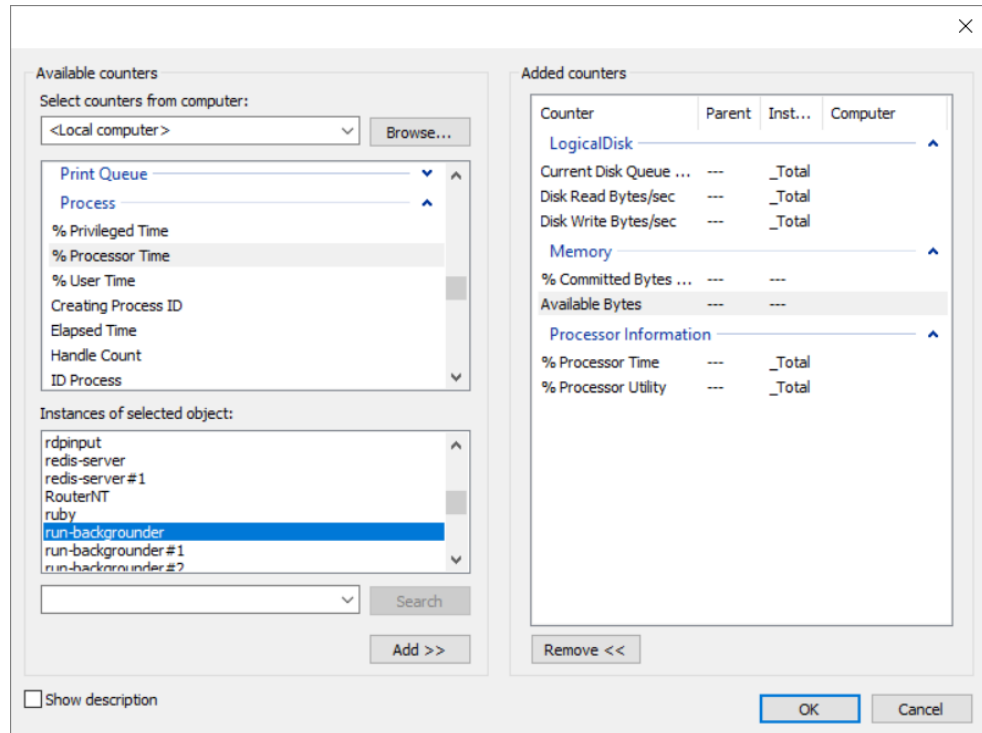 Available counters
Select counters from computer:
<Local computer>
Browse...
Print Queue
Process
% Privileged Time
% Processor Time
% User Time
Creating Process ID
Elapsed Time
Handle Count
ID Process
Instances of selected object:
rdpinput
redis-server
redis-server#1
RouterNT
ruby
run-backgrounder
run-backgrounder#1
run-backgrounder#2
Search
Add >>
Show description
Added counters
Counter Parent Inst... Computer
LogicalDisk
Current Disk Queue ... --- _Total
Disk Read Bytes/sec --- _Total
Disk Write Bytes/sec --- _Total
Memory
% Committed Bytes ... --- ---
Available Bytes --- ---
Processor Information
% Processor Time --- _Total
% Processor Utility --- _Total
Remove <<
OK Cancel